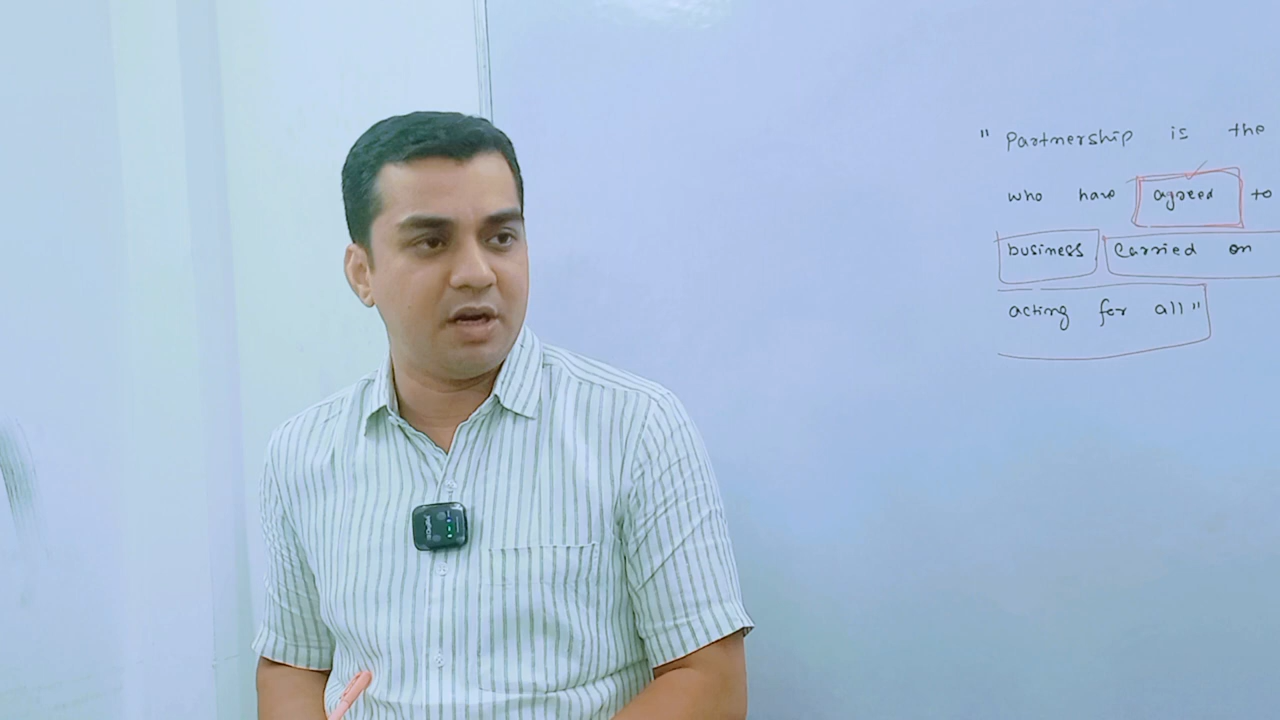 " Partnership is the
who have agreed to
business carried on
acting for all"